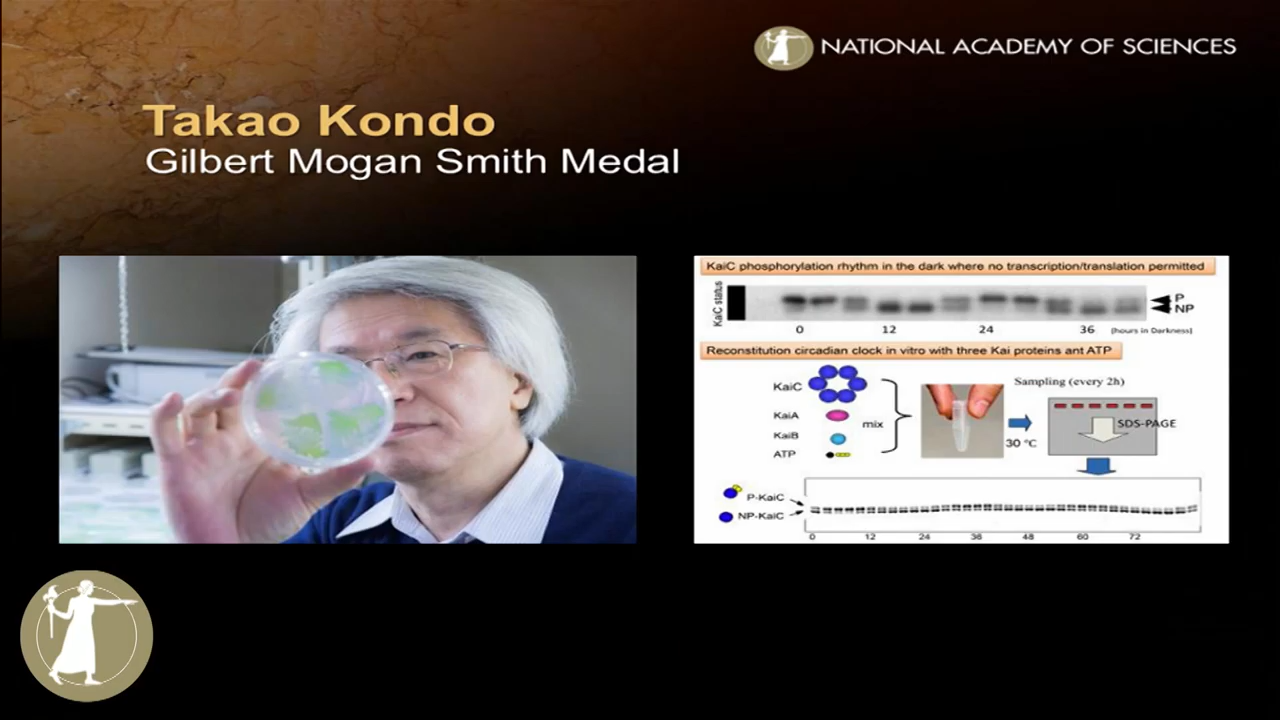 NATIONAL ACADEMY OF SCIENCES
Takao Kondo
Gilbert Mogan Smith Medal
KaiC phosphorylation rhythm in the dark where no transcription/translation permitted
KaiC status
P
NP
0 12 24 36 (hours in Darkness)
Reconstitution circadian clock in vitro with three Kai proteins ant ATP
KaiC
KaiA
KaiB
ATP
mix
30 °C
Sampling (every 2h)
SDS-PAGE
P-KaiC
NP-KaiC
0 12 24 36 48 60 72